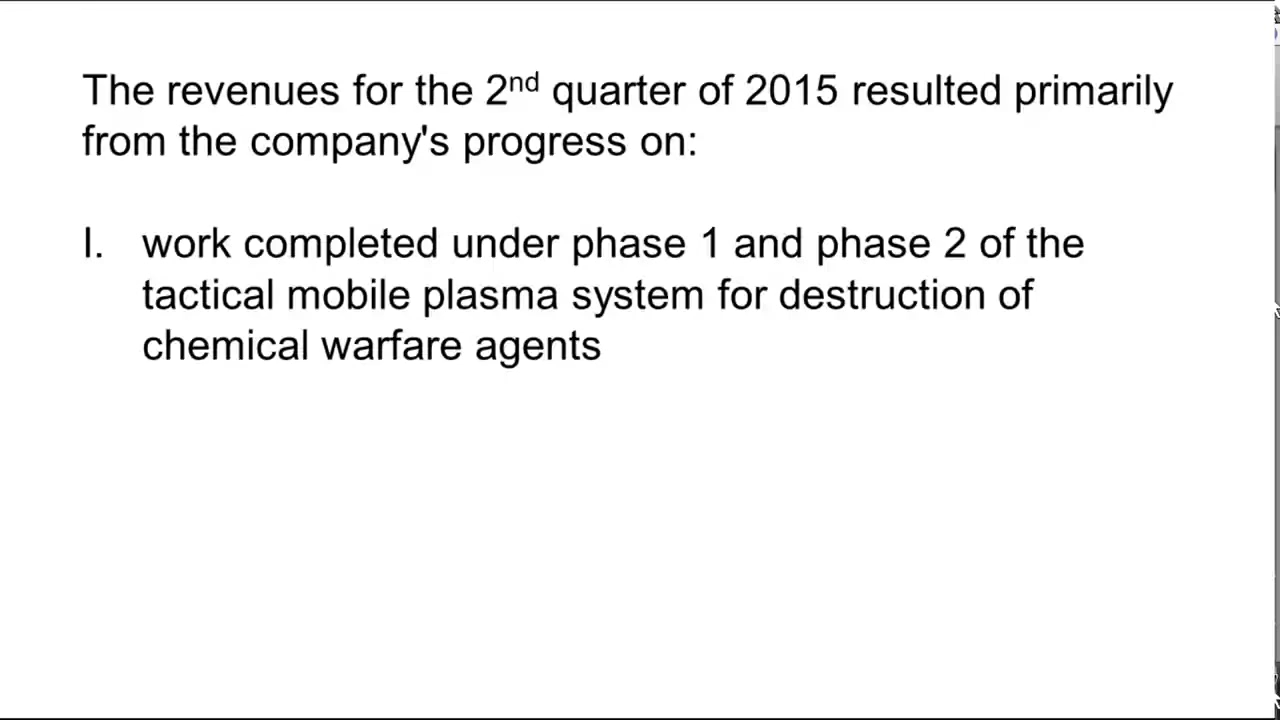 The revenues for the 2nd quarter of 2015 resulted primarily
from the company's progress on:
I. work completed under phase 1 and phase 2 of the
tactical mobile plasma system for destruction of
chemical warfare agents